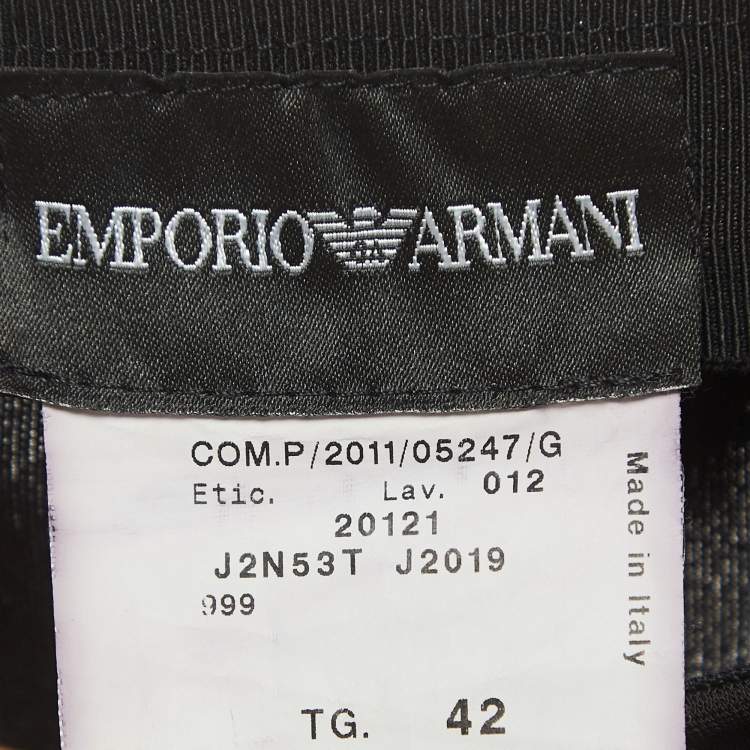 EMPORIO ARMANI
COM.P/2011/05247/G
Etic. Lav. 012
20121
J2N53T J2019
999
TG. 42
Made in Italy